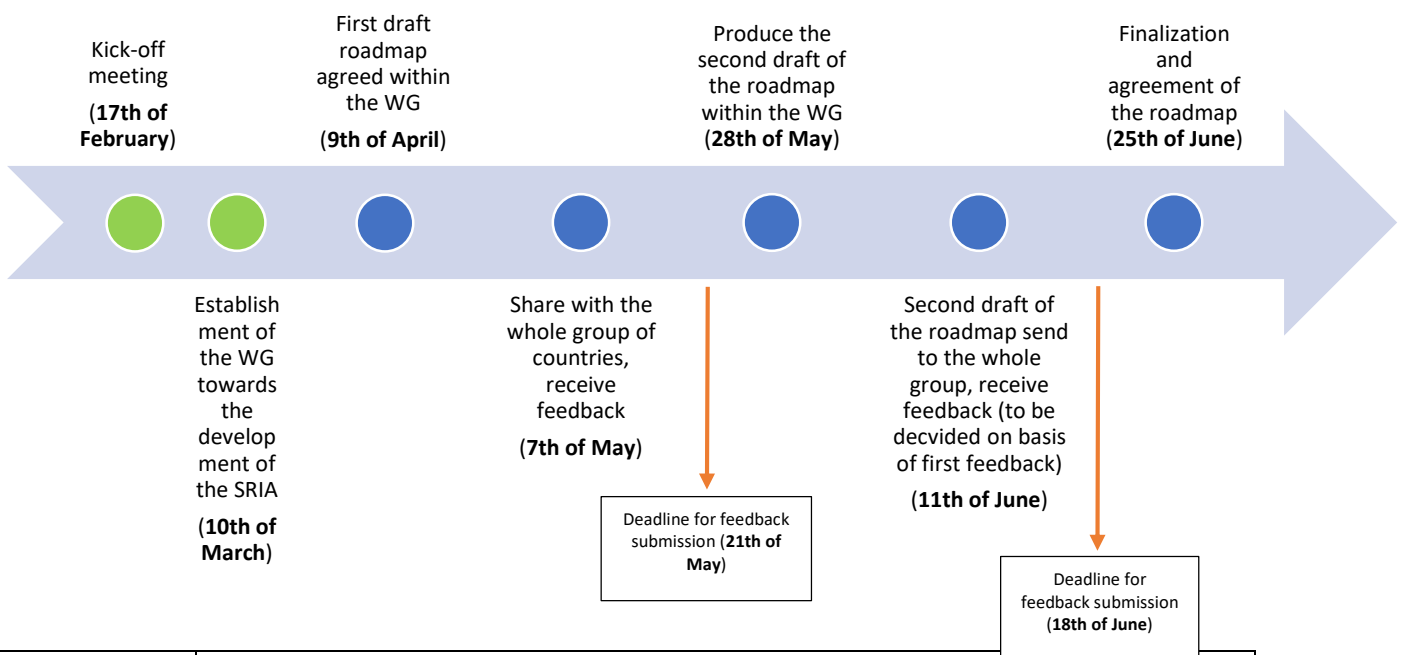 Kick-off
meeting
(17th of
February)
Establish
ment of
the WG
towards
the
develop
ment of
the SRIA
(10th of
March)
First draft
roadmap
agreed within
the WG
(9th of April)
Share with the
whole group of
countries,
receive
feedback
(7th of May)
Deadline for feedback
submission (21th of
May)
Produce the
second draft of
the roadmap
within the WG
(28th of May)
Second draft of
the roadmap send
to the whole
group, receive
feedback (to be
decvided on basis
of first feedback)
(11th of June)
Deadline for
feedback submission
(18th of June)
Finalization
and
agreement of
the roadmap
(25th of June)